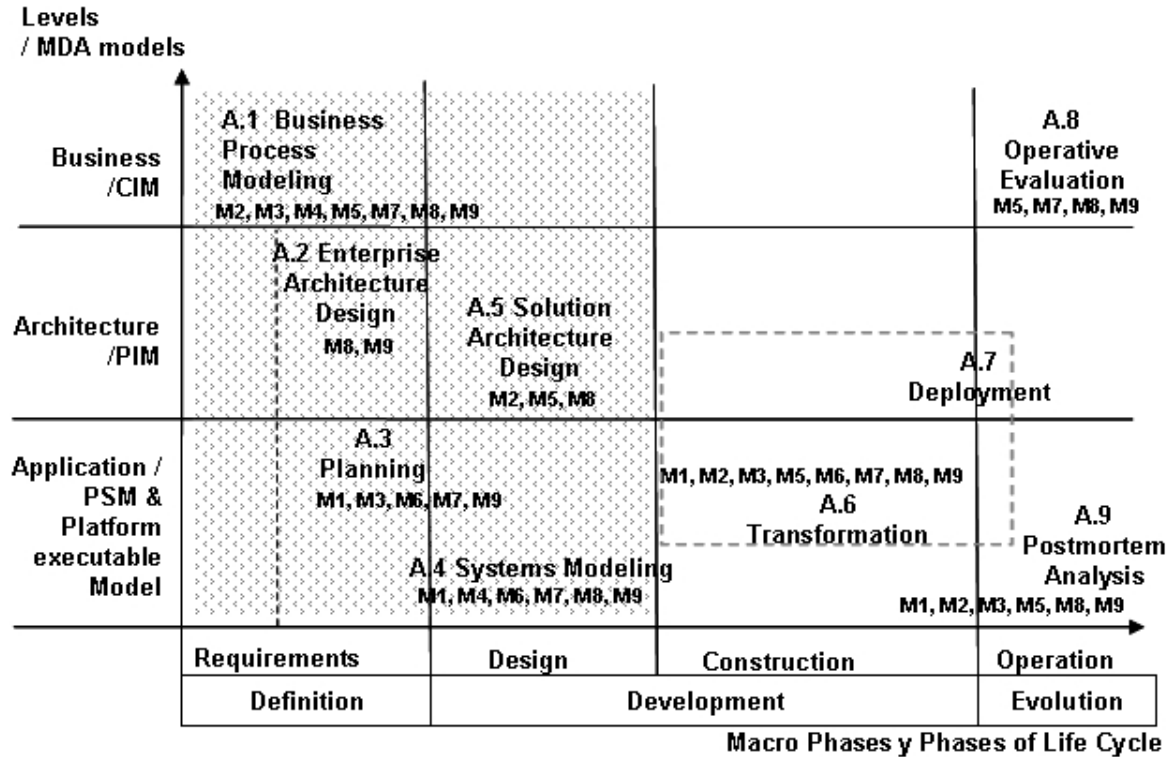 Levels
/ MDA models
Business
/CIM
A.1 Business
Process
Modeling
M2, M3, M4, M5, M7, M8, M9
A.8
Operative
Evaluation
M5, M7, M8, M9
Architecture
/PIM
A.2 Enterprise
Architecture
Design
M8, M9
A.5 Solution
Architecture
Design
M2, M5, M8
A.7
Deployment
Application /
PSM &
Platform
executable
Model
A.3
Planning
M1, M3, M6, M7, M9
A.4 Systems Modeling
M1, M4, M6, M7, M8, M9
M1, M2, M3, M5, M6, M7, M8, M9
A.6
Transformation
A.9
Postmortem
Analysis
M1, M2, M3, M5, M8, M9
Requirements
Design
Construction
Operation
Definition
Development
Evolution
Macro Phases y Phases of Life Cycle